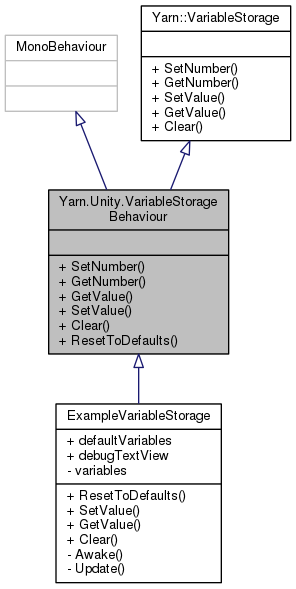 MonoBehaviour
Yarn::VariableStorage
+ SetNumber()
+ GetNumber()
+ SetValue()
+ GetValue()
+ Clear()
Yarn.Unity.VariableStorage
Behaviour
+ SetNumber()
+ GetNumber()
+ GetValue()
+ SetValue()
+ Clear()
+ ResetToDefaults()
ExampleVariableStorage
+ defaultVariables
+ debugTextView
- variables
+ ResetToDefaults()
+ SetValue()
+ GetValue()
+ Clear()
- Awake()
- Update()